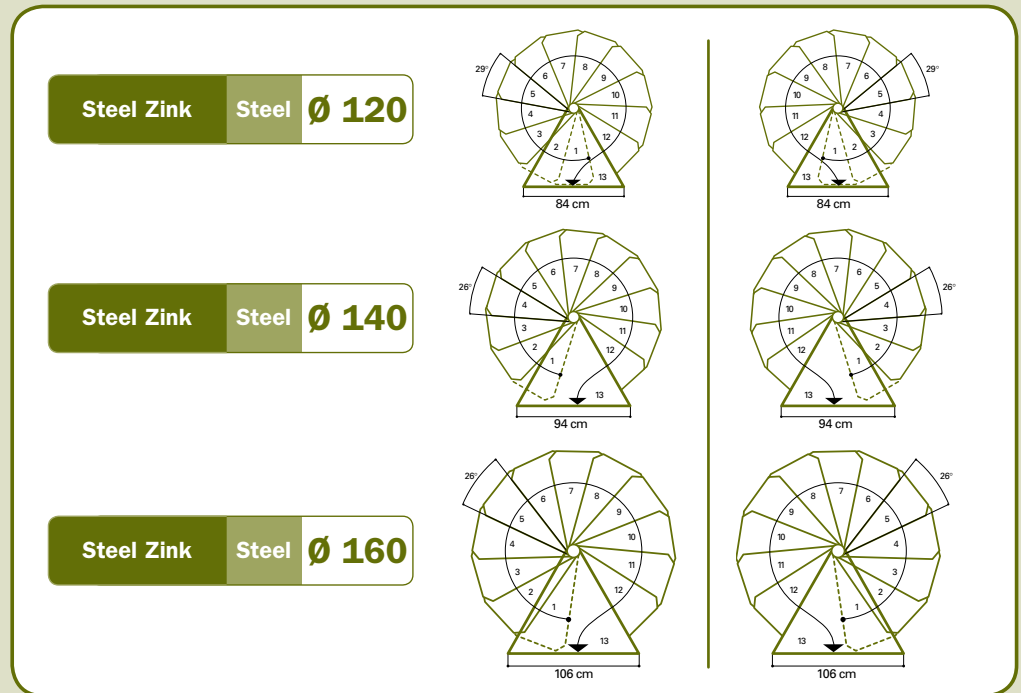 Steel Zink Steel Ø 120
29°
1 2 3 4 5 6 7 8 9 10 11 12 13
84 cm
29°
1 2 3 4 5 6 7 8 9 10 11 12 13
84 cm
Steel Zink Steel Ø 140
26°
1 2 3 4 5 6 7 8 9 10 11 12 13
94 cm
26°
1 2 3 4 5 6 7 8 9 10 11 12 13
94 cm
Steel Zink Steel Ø 160
26°
1 2 3 4 5 6 7 8 9 10 11 12 13
106 cm
26°
1 2 3 4 5 6 7 8 9 10 11 12 13
106 cm